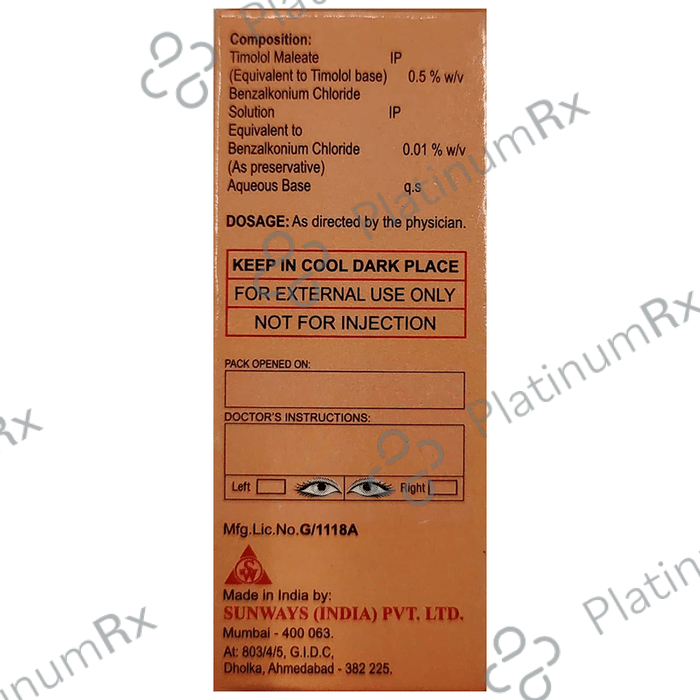 Composition:
Timolol Maleate IP
(Equivalent to Timolol base) 0.5 % w/v
Benzalkonium Chloride
Solution IP
Equivalent to
Benzalkonium Chloride 0.01 % w/v
(As preservative)
Aqueous Base q.s
DOSAGE: As directed by the physician.
KEEP IN COOL DARK PLACE
FOR EXTERNAL USE ONLY
NOT FOR INJECTION
PACK OPENED ON:
DOCTOR'S INSTRUCTIONS:
Left Right
Mfg.Lic.No.G/1118A
SW
Made in India by:
SUNWAYS (INDIA) PVT. LTD.
Mumbai - 400 063.
At: 803/4/5, G.I.D.C,
Dholka, Ahmedabad - 382 225.
PlatinumRx
PlatinumRx
PlatinumRx
PlatinumRx
Rx
inumRx